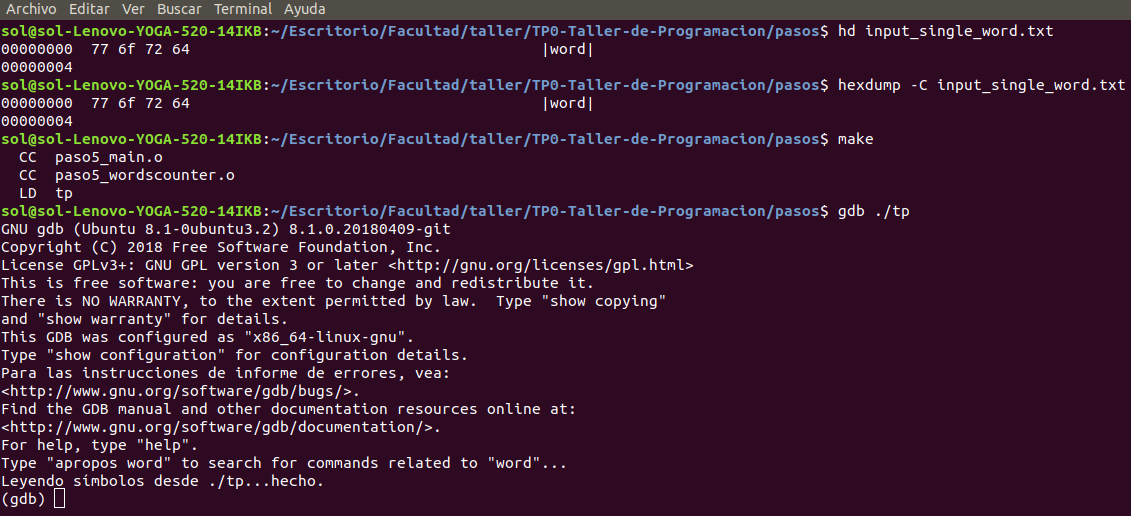 Archivo Editar Ver Buscar Terminal Ayuda
sol@sol-Lenovo-YOGA-520-14IKB:~/Escritorio/Facultad/taller/TP0-Taller-de-Programacion/pasos$ hd input_single_word.txt
00000000  77 6f 72 64                                       |word|
00000004
sol@sol-Lenovo-YOGA-520-14IKB:~/Escritorio/Facultad/taller/TP0-Taller-de-Programacion/pasos$ hexdump -C input_single_word.txt
00000000  77 6f 72 64                                       |word|
00000004
sol@sol-Lenovo-YOGA-520-14IKB:~/Escritorio/Facultad/taller/TP0-Taller-de-Programacion/pasos$ make
  CC  paso5_main.o
  CC  paso5_wordscounter.o
  LD  tp
sol@sol-Lenovo-YOGA-520-14IKB:~/Escritorio/Facultad/taller/TP0-Taller-de-Programacion/pasos$ gdb ./tp
GNU gdb (Ubuntu 8.1-0ubuntu3.2) 8.1.0.20180409-git
Copyright (C) 2018 Free Software Foundation, Inc.
License GPLv3+: GNU GPL version 3 or later <http://gnu.org/licenses/gpl.html>
This is free software: you are free to change and redistribute it.
There is NO WARRANTY, to the extent permitted by law.  Type "show copying"
and "show warranty" for details.
This GDB was configured as "x86_64-linux-gnu".
Type "show configuration" for configuration details.
Para las instrucciones de informe de errores, vea:
<http://www.gnu.org/software/gdb/bugs/>.
Find the GDB manual and other documentation resources online at:
<http://www.gnu.org/software/gdb/documentation/>.
For help, type "help".
Type "apropos word" to search for commands related to "word"...
Leyendo símbolos desde ./tp...hecho.
(gdb)